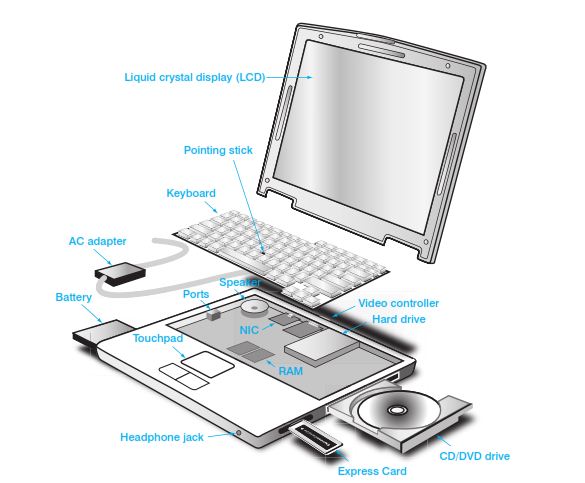 Liquid crystal display (LCD)
Pointing stick
Keyboard
AC adapter
Speaker
Battery
Ports
Video controller
Hard drive
NIC
Touchpad
RAM
Headphone jack
CD/DVD drive
Express Card